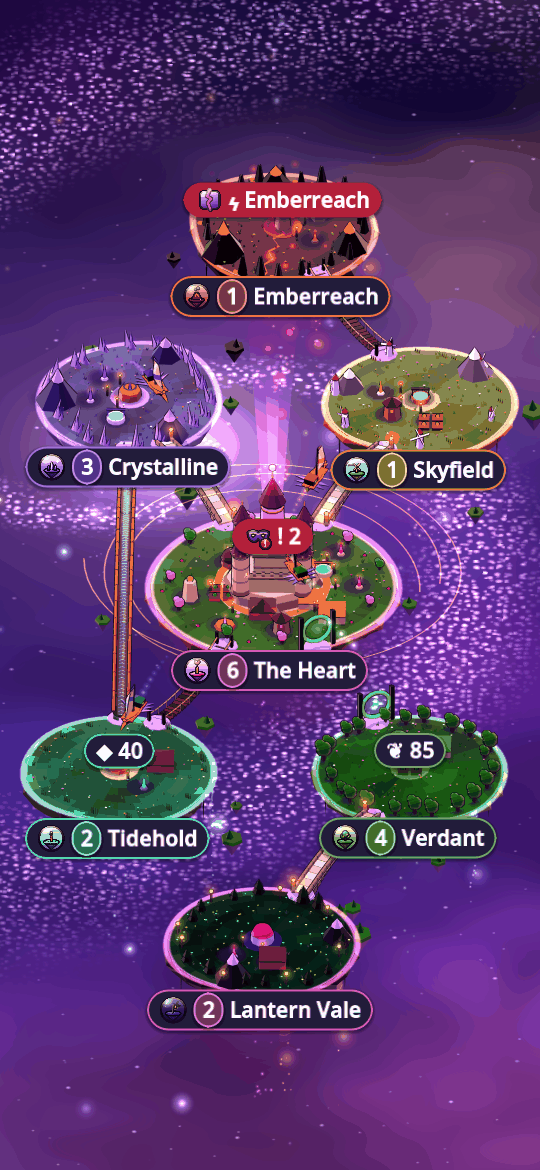 Emberreach
1 Emberreach
3 Crystalline
1 Skyfield
! 2
6 The Heart
40
85
2 Tidehold
4 Verdant
2 Lantern Vale